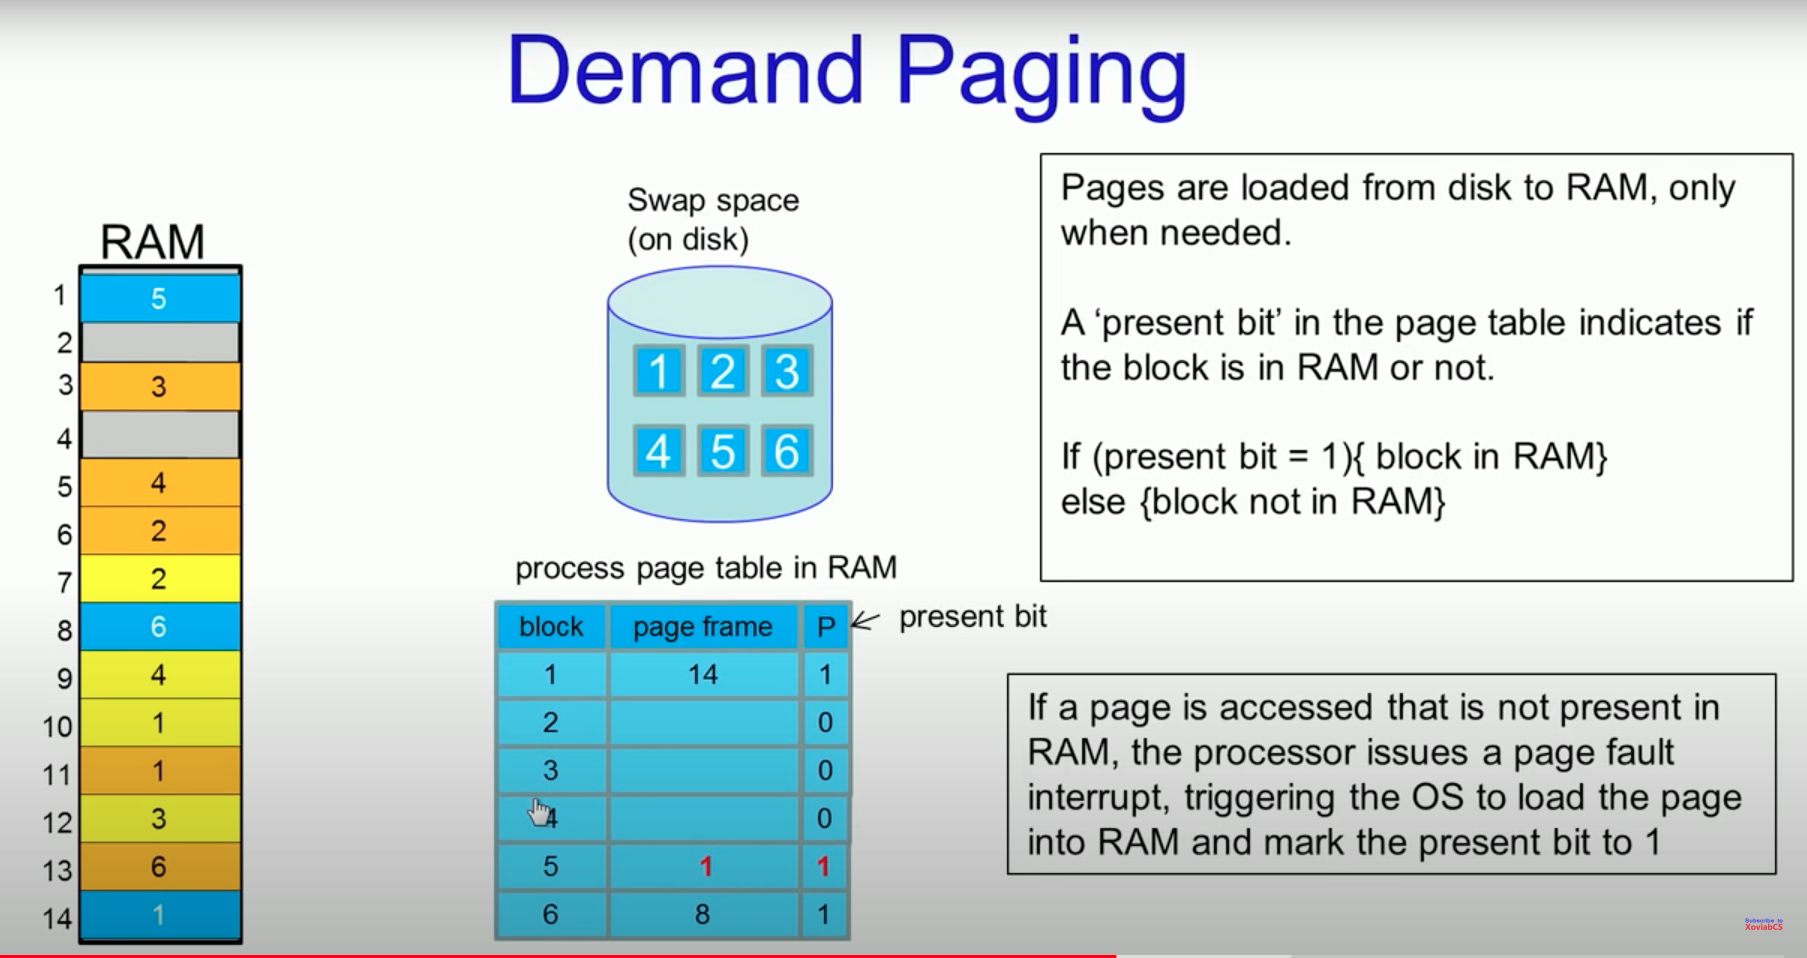 Demand Paging
RAM
1 5
2
3 3
4
5 4
6 2
7 2
8 6
9 4
10 1
11 1
12 3
13 6
14 1
Swap space
(on disk)
1 2 3
4 5 6
process page table in RAM
block page frame P
present bit
1 14 1
2 0
3 0
4 0
5 1 1
6 8 1
Pages are loaded from disk to RAM, only
when needed.
A ‘present bit’ in the page table indicates if
the block is in RAM or not.
If (present bit = 1){ block in RAM}
else {block not in RAM}
If a page is accessed that is not present in
RAM, the processor issues a page fault
interrupt, triggering the OS to load the page
into RAM and mark the present bit to 1
Subscribe to
XoviabCS